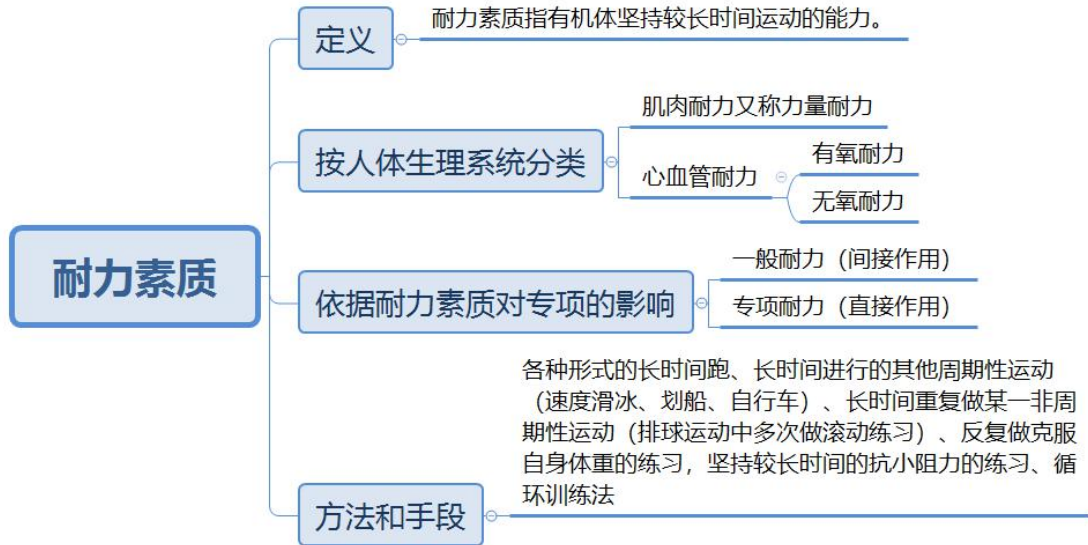 耐力素质
定义
耐力素质指有机体坚持较长时间运动的能力。
按人体生理系统分类
肌肉耐力又称力量耐力
心血管耐力
有氧耐力
无氧耐力
依据耐力素质对专项的影响
一般耐力（间接作用）
专项耐力（直接作用）
方法和手段
各种形式的长时间跑、长时间进行的其他周期性运动
（速度滑冰、划船、自行车）、长时间重复做某一非周
期性运动（排球运动中多次做滚动练习）、反复做克服
自身体重的练习，坚持较长时间的抗小阻力的练习、循
环训练法